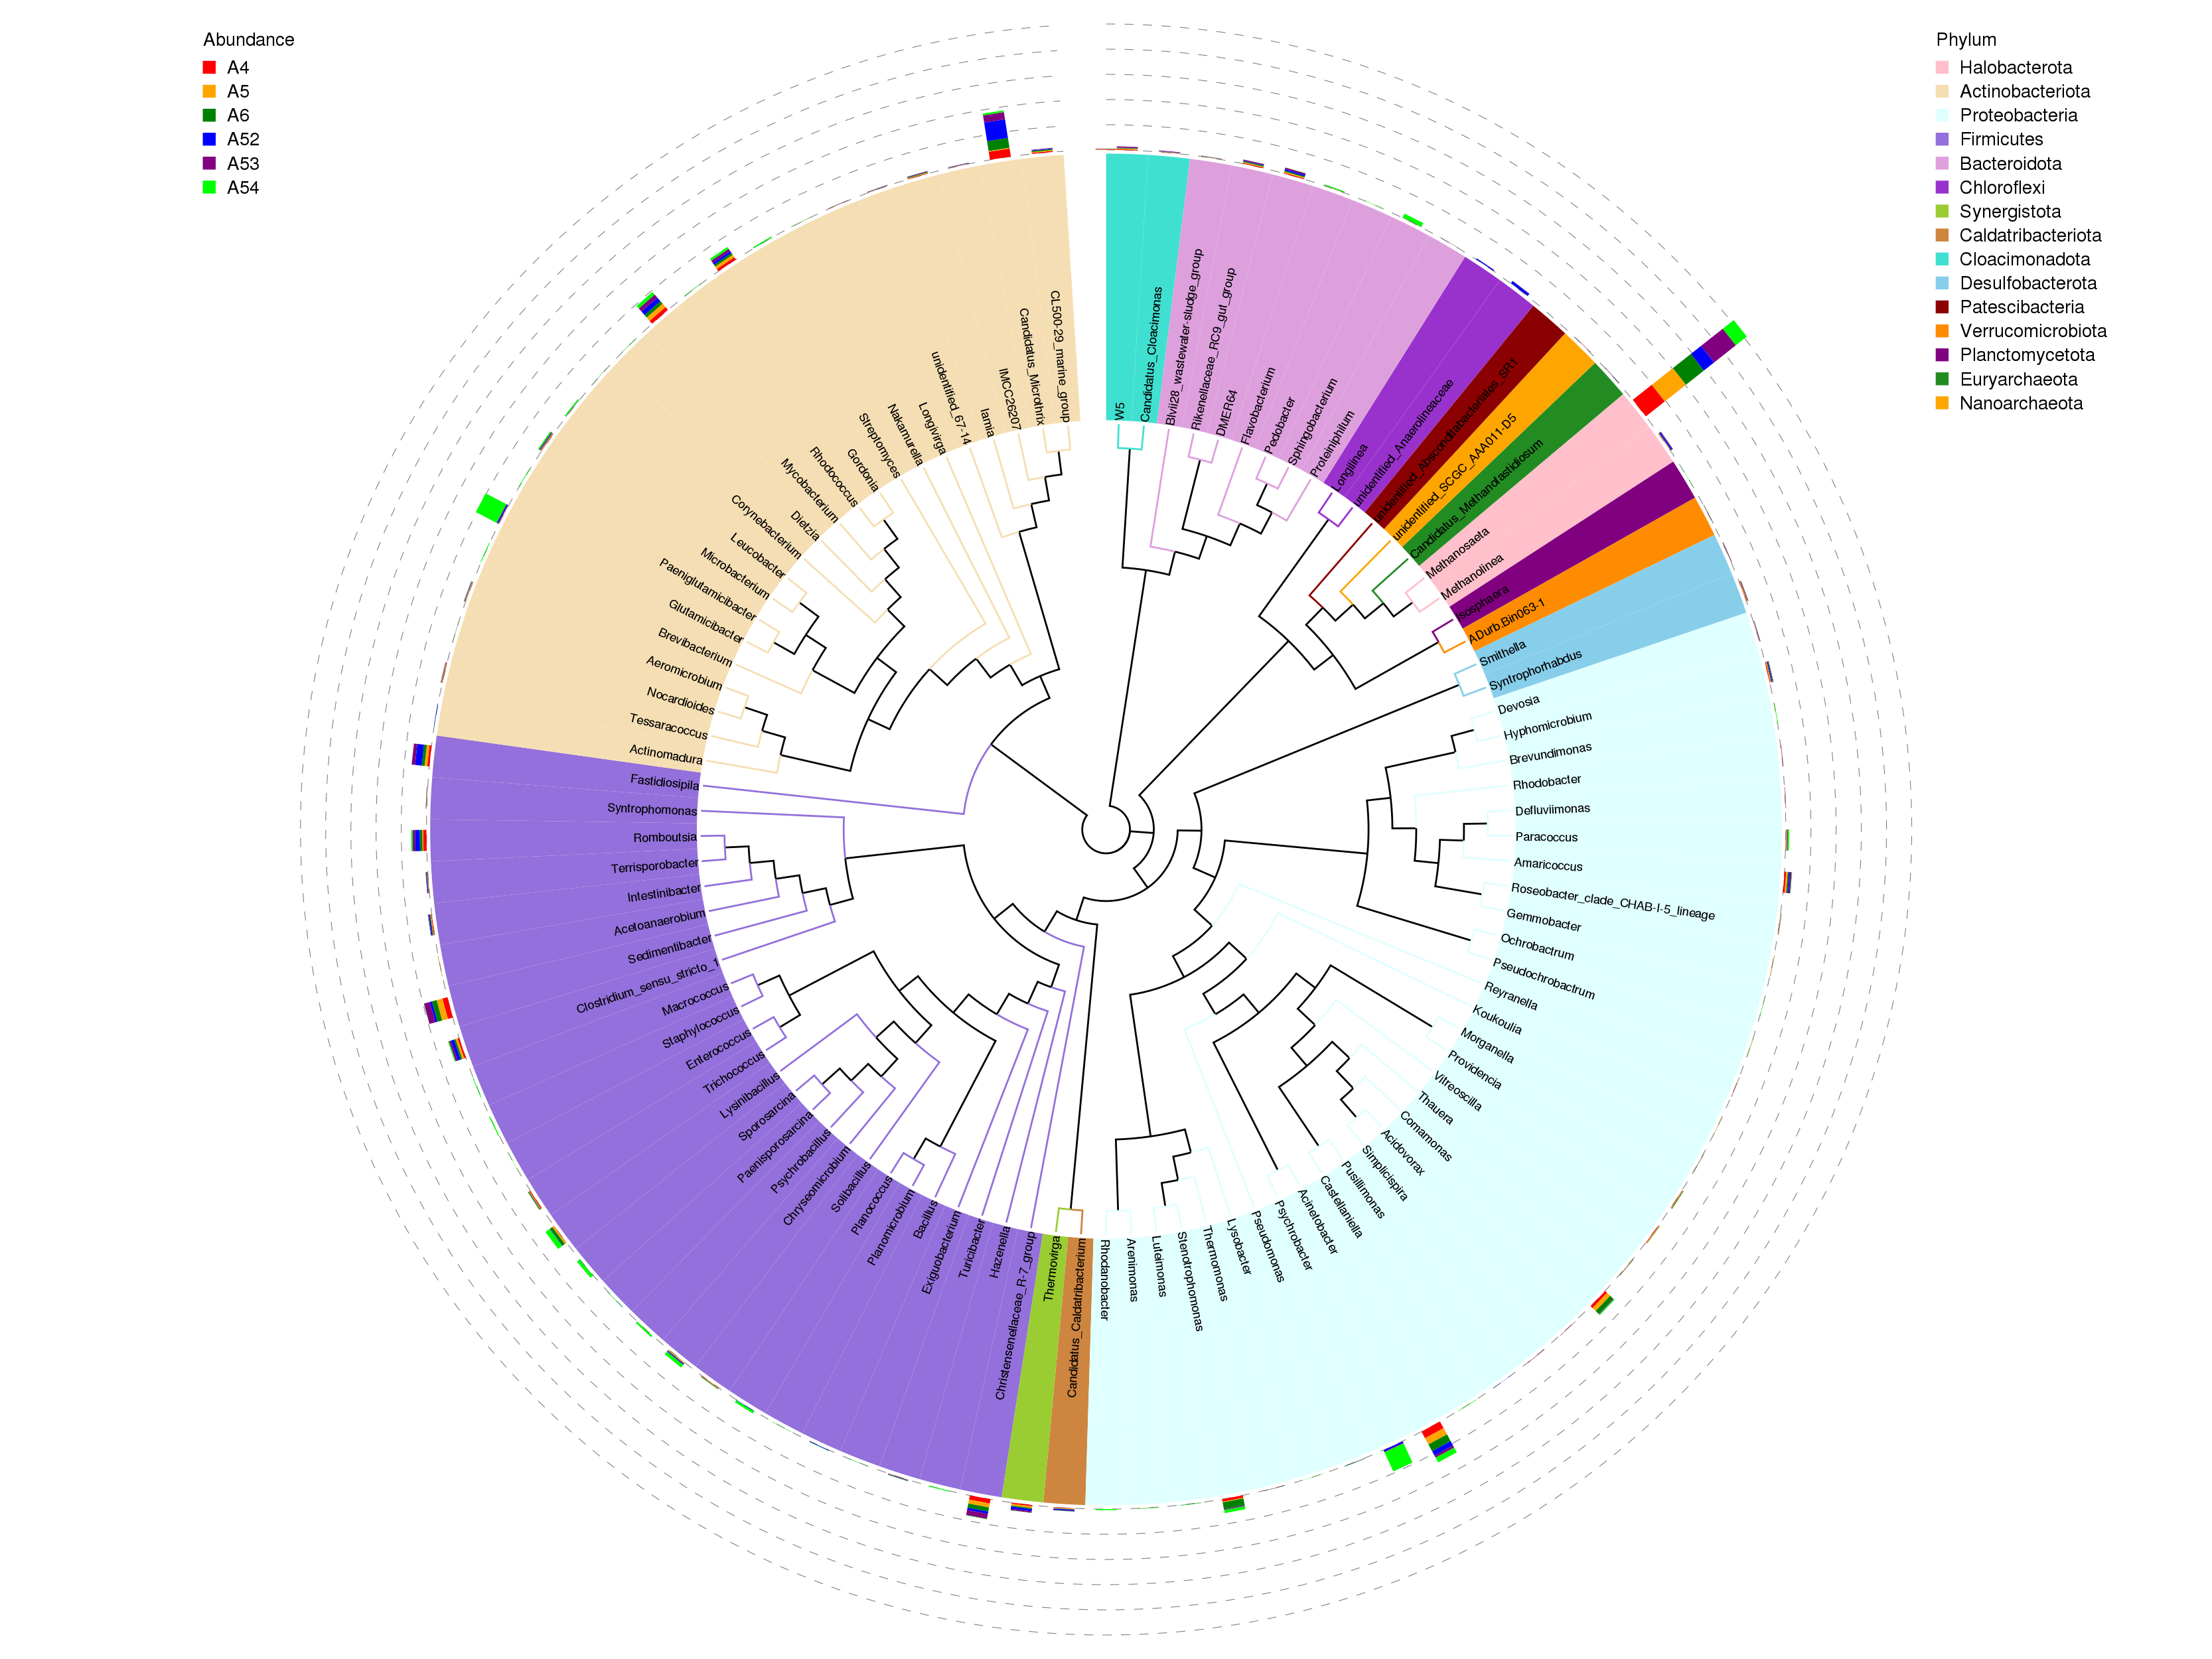 Abundance
A4
A5
A6
A52
A53
A54
Phylum
Halobacterota
Actinobacteriota
Proteobacteria
Firmicutes
Bacteroidota
Chloroflexi
Synergistota
Caldatribacteriota
Cloacimonadota
Desulfobacterota
Patescibacteria
Verrucomicrobiota
Planctomycetota
Euryarchaeota
Nanoarchaeota
W5
Candidatus_Cloacimonas
Blvii28_wastewater-sludge_group
Rikenellaceae_RC9_gut_group
DMER64
Flavobacterium
Pedobacter
Sphingobacterium
Proteiniphilum
Longilinea
unidentified_Anaerolineaceae
unidentified_Absconditabacteriales_SR1
unidentified_SCGC_AAA011-D5
Candidatus_Methanofastidiosum
Methanosaeta
Methanolinea
Isosphaera
ADurb.Bin063-1
Smithella
Syntrophorhabdus
Devosia
Hyphomicrobium
Brevundimonas
Rhodobacter
Defluviimonas
Paracoccus
Amaricoccus
Roseobacter_clade_CHAB-I-5_lineage
Gemmobacter
Ochrobactrum
Pseudochrobactrum
Reyranella
Koukoulia
Morganella
Providencia
Vitreoscilla
Thauera
Comamonas
Acidovorax
Simplicispira
Pusillimonas
Castellaniella
Acinetobacter
Psychrobacter
Pseudomonas
Lysobacter
Thermomonas
Stenotrophomonas
Luteimonas
Arenimonas
Rhodanobacter
Candidatus_Caldatribacterium
Thermovirga
Christensenellaceae_R-7_group
Hazenella
Turicibacter
Exiguobacterium
Bacillus
Planomicrobium
Planococcus
Solibacillus
Chryseomicrobium
Psychrobacillus
Paenisporosarcina
Sporosarcina
Lysinibacillus
Trichococcus
Enterococcus
Staphylococcus
Macrococcus
Clostridium_sensu_stricto_1
Sedimentibacter
Acetoanaerobium
Intestinibacter
Terrisporobacter
Romboutsia
Syntrophomonas
Fastidiosipila
Actinomadura
Tessaracoccus
Nocardioides
Aeromicrobium
Brevibacterium
Glutamicibacter
Paeniglutamicibacter
Microbacterium
Leucobacter
Corynebacterium
Dietzia
Mycobacterium
Rhodococcus
Gordonia
Streptomyces
Nakamurella
Longivirga
unidentified_67-14
Iamia
IMCC26207
Candidatus_Microthrix
CL500-29_marine_group